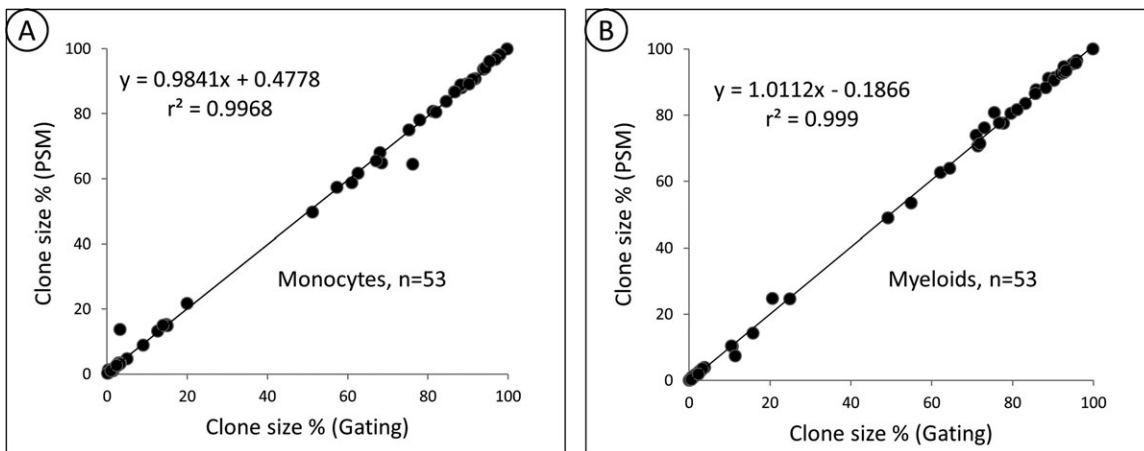 A
y = 0.9841x + 0.4778
r² = 0.9968
Monocytes, n=53
Clone size % (PSM)
100
80
60
40
20
0
0 20 40 60 80 100
Clone size % (Gating)
B
y = 1.0112x - 0.1866
r² = 0.999
Myeloids, n=53
Clone size % (PSM)
100
80
60
40
20
0
0 20 40 60 80 100
Clone size % (Gating)